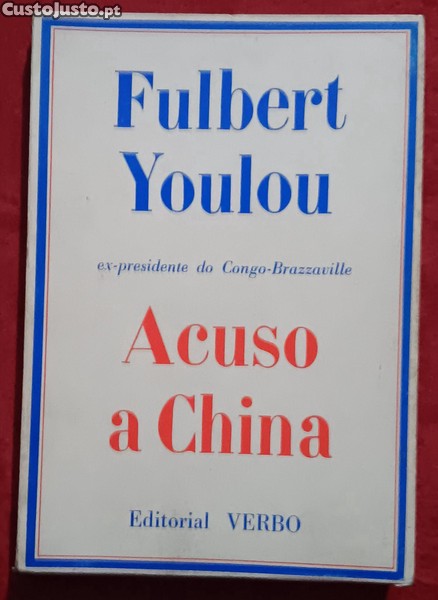 CustoJusto.pt
Fulbert
Youlou
ex-presidente do Congo-Brazzaville
Acuso
a China
Editorial VERBO